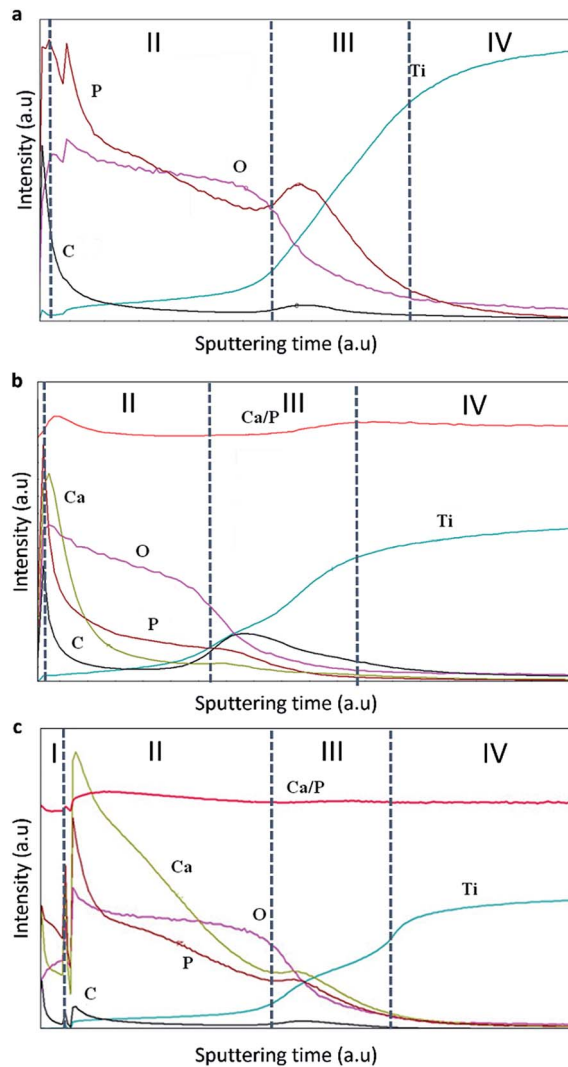 a
II III IV
Ti
P
O
C
Intensity (a.u)
Sputtering time (a.u)
b
II III IV
Ca/P
Ca
Ti
O
P
C
Intensity (a.u)
Sputtering time (a.u)
c
I II III IV
Ca/P
Ca
Ti
O
P
C
Intensity (a.u)
Sputtering time (a.u)